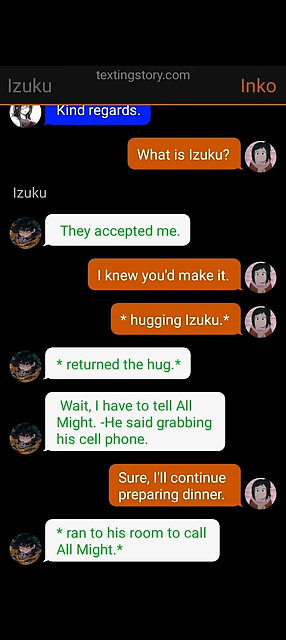 textingstory.com
Izuku
Inko
Kind regards.
What is Izuku?
Izuku
They accepted me.
I knew you'd make it.
* hugging Izuku.*
* returned the hug.*
Wait, I have to tell All
Might. -He said grabbing
his cell phone.
Sure, I'll continue
preparing dinner.
* ran to his room to call
All Might.*